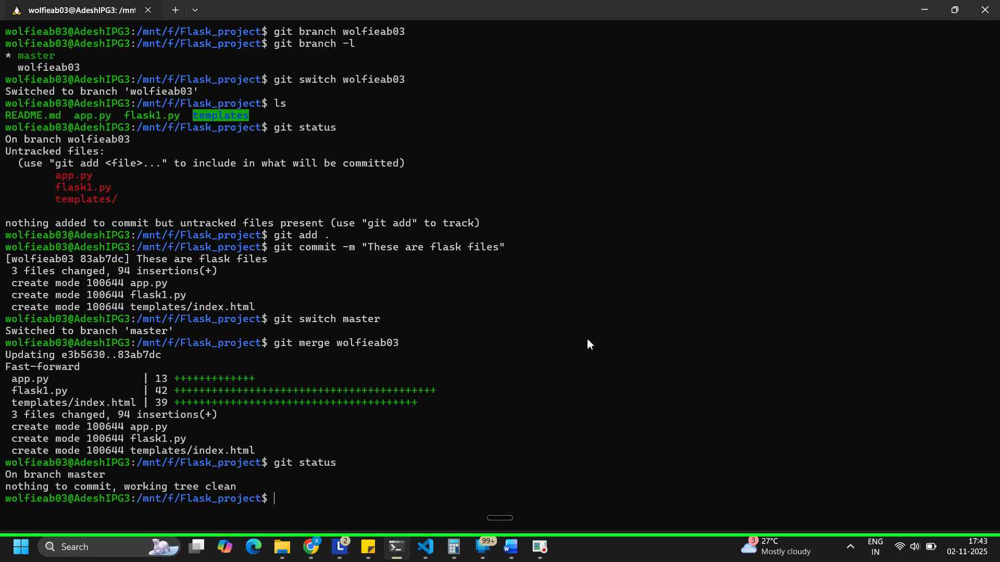 wolfieab03@AdeshIPG3: /mnt
wolfieab03@AdeshIPG3:/mnt/f/Flask_project$ git branch wolfieab03
wolfieab03@AdeshIPG3:/mnt/f/Flask_project$ git branch -l
* master
  wolfieab03
wolfieab03@AdeshIPG3:/mnt/f/Flask_project$ git switch wolfieab03
Switched to branch 'wolfieab03'
wolfieab03@AdeshIPG3:/mnt/f/Flask_project$ ls
README.md  app.py  flask1.py  templates
wolfieab03@AdeshIPG3:/mnt/f/Flask_project$ git status
On branch wolfieab03
Untracked files:
  (use "git add <file>..." to include in what will be committed)
        app.py
        flask1.py
        templates/
nothing added to commit but untracked files present (use "git add" to track)
wolfieab03@AdeshIPG3:/mnt/f/Flask_project$ git add .
wolfieab03@AdeshIPG3:/mnt/f/Flask_project$ git commit -m "These are flask files"
[wolfieab03 83ab7dc] These are flask files
 3 files changed, 94 insertions(+)
 create mode 100644 app.py
 create mode 100644 flask1.py
 create mode 100644 templates/index.html
wolfieab03@AdeshIPG3:/mnt/f/Flask_project$ git switch master
Switched to branch 'master'
wolfieab03@AdeshIPG3:/mnt/f/Flask_project$ git merge wolfieab03
Updating e3b5630..83ab7dc
Fast-forward
 app.py               | 13 +++++++++++++
 flask1.py            | 42 ++++++++++++++++++++++++++++++++++++++++++
 templates/index.html | 39 +++++++++++++++++++++++++++++++++++++++
 3 files changed, 94 insertions(+)
 create mode 100644 app.py
 create mode 100644 flask1.py
 create mode 100644 templates/index.html
wolfieab03@AdeshIPG3:/mnt/f/Flask_project$ git status
On branch master
nothing to commit, working tree clean
wolfieab03@AdeshIPG3:/mnt/f/Flask_project$
Search
A
L
2
99+
W
3
27°C
Mostly cloudy
ENG
IN
17:43
02-11-2025